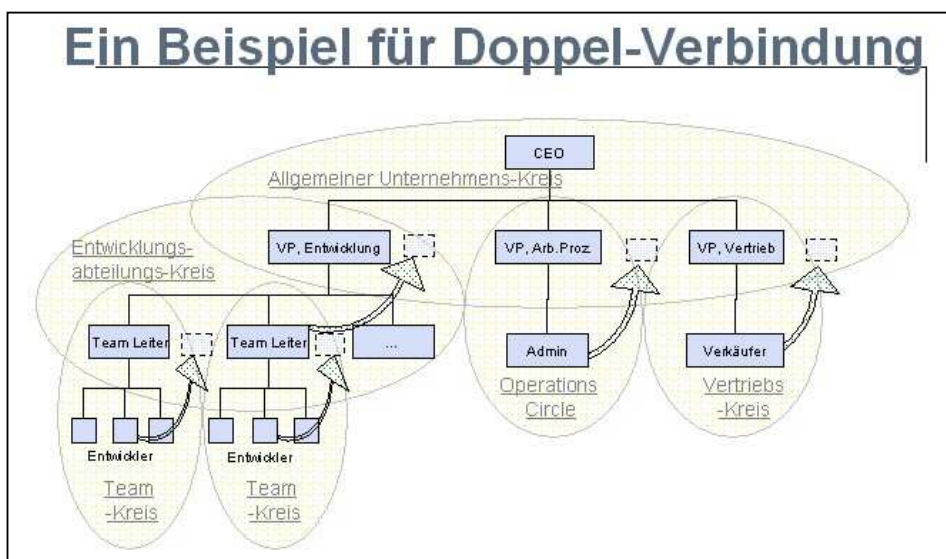 Ein Beispiel für Doppel-Verbindung
CEO
Allgemeiner Unternehmens-Kreis
Entwicklungs-
abteilungs-Kreis
VP, Entwicklung
VP, Arb.Proz.
VP, Vertrieb
Team Leiter
Team Leiter
...
Admin
Verkäufer
Operations
Circle
Vertriebs
-Kreis
Entwickler
Entwickler
Team
-Kreis
Team
-Kreis